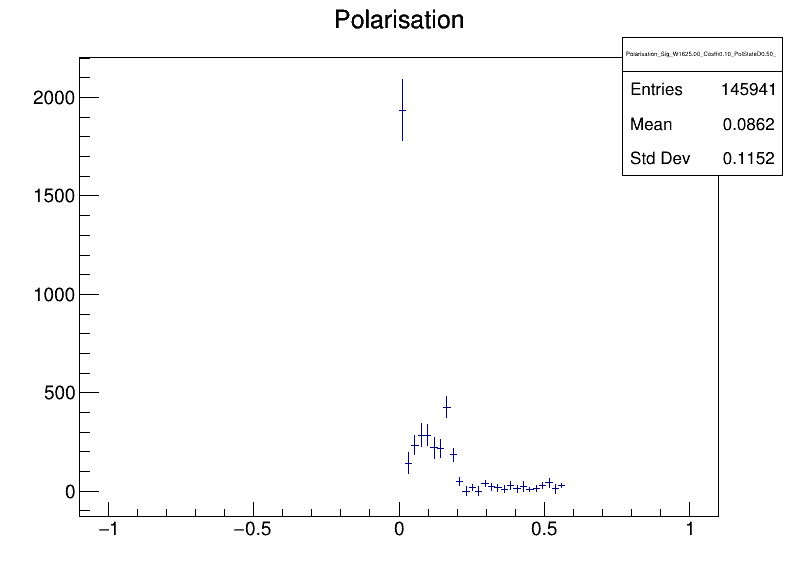 Polarisation
Polarisation_Sig_W1625.00_Costh0.10_PolStateD0.50_
Entries 145941
Mean 0.0862
Std Dev 0.1152
2000
1500
1000
500
0
−1 −0.5 0 0.5 1